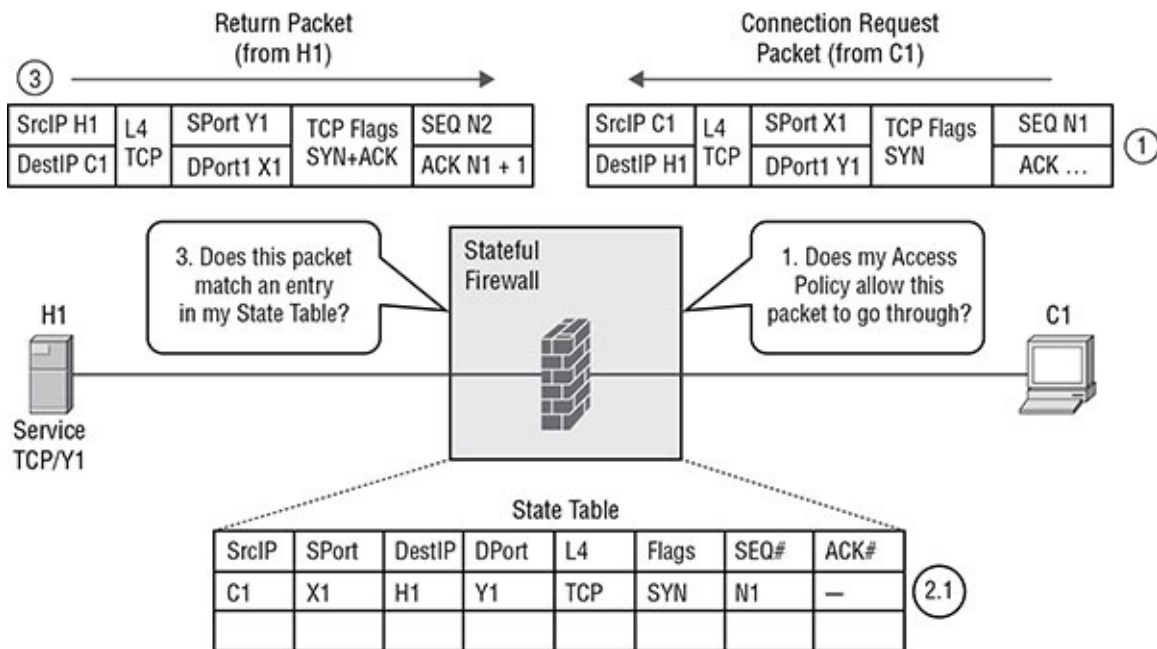 Return Packet
(from H1)
Connection Request
Packet (from C1)
3
SrcIP H1 L4 TCP SPort Y1 TCP Flags SYN+ACK SEQ N2
DestIP C1 DPort1 X1 ACK N1 + 1
SrcIP C1 L4 TCP SPort X1 TCP Flags SYN SEQ N1
DestIP H1 DPort1 Y1 ACK ...
1
3. Does this packet
match an entry
in my State Table?
Stateful
Firewall
1. Does my Access
Policy allow this
packet to go through?
H1
C1
Service
TCP/Y1
State Table
SrcIP SPort DestIP DPort L4 Flags SEQ# ACK#
C1 X1 H1 Y1 TCP SYN N1 —
2.1